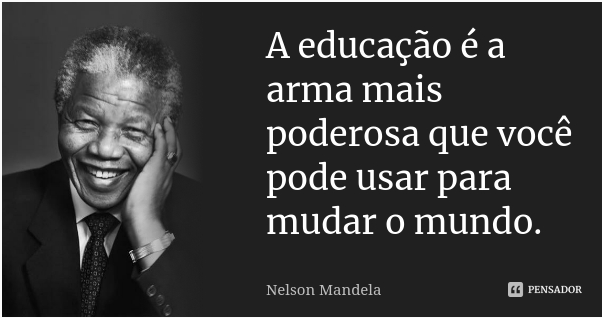 A educação é a
arma mais
poderosa que você
pode usar para
mudar o mundo.
Nelson Mandela
PENSADOR